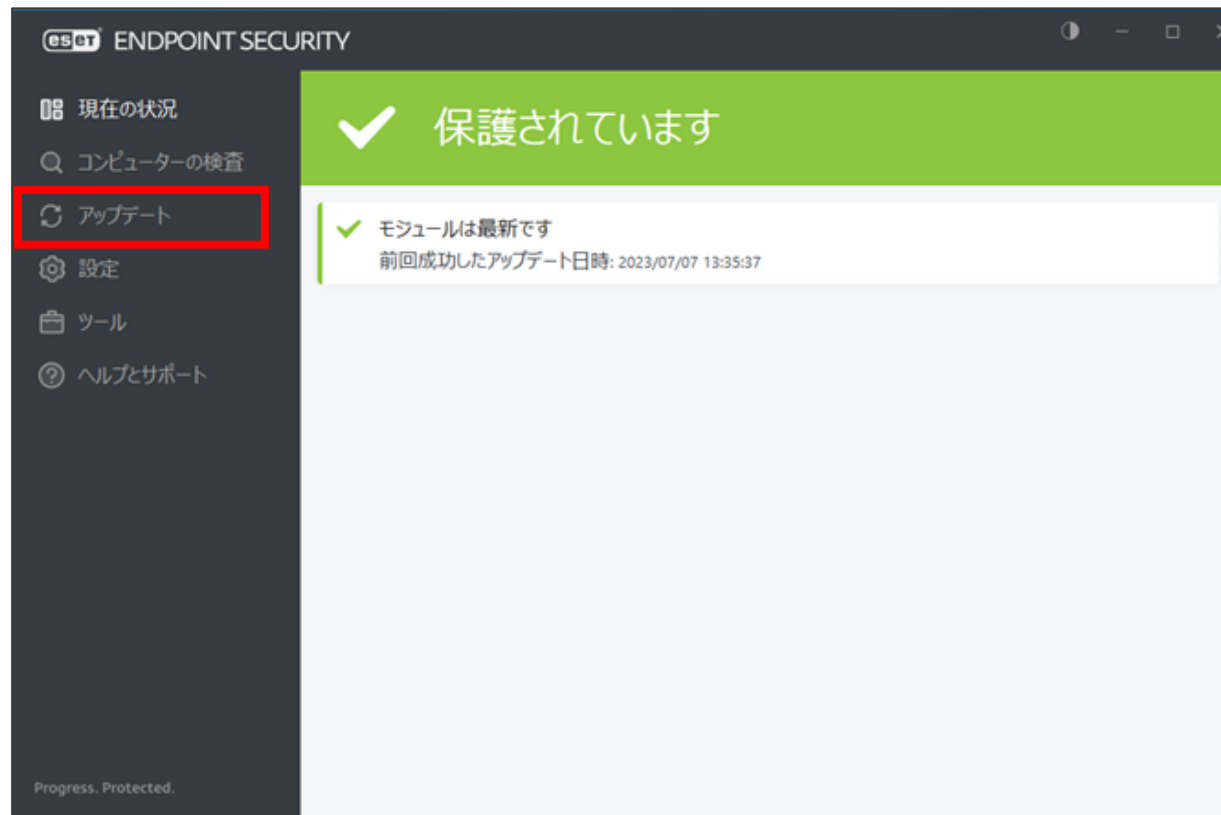 eset ENDPOINT SECURITY
現在の状況
コンピューターの検査
アップデート
設定
ツール
ヘルプとサポート
Progress. Protected.
保護されています
モジュールは最新です
前回成功したアップデート日時: 2023/07/07 13:35:37